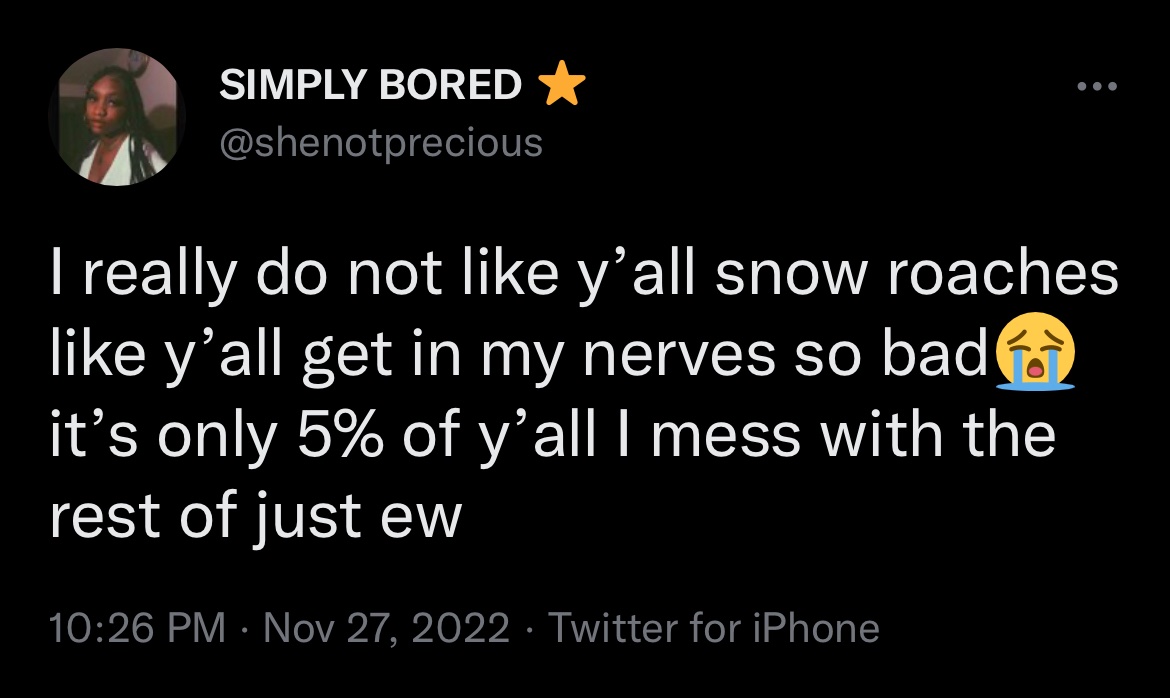 SIMPLY BORED ⭐
@shenotprecious
I really do not like y’all snow roaches
like y’all get in my nerves so bad😭
it’s only 5% of y’all I mess with the
rest of just ew
10:26 PM · Nov 27, 2022 · Twitter for iPhone